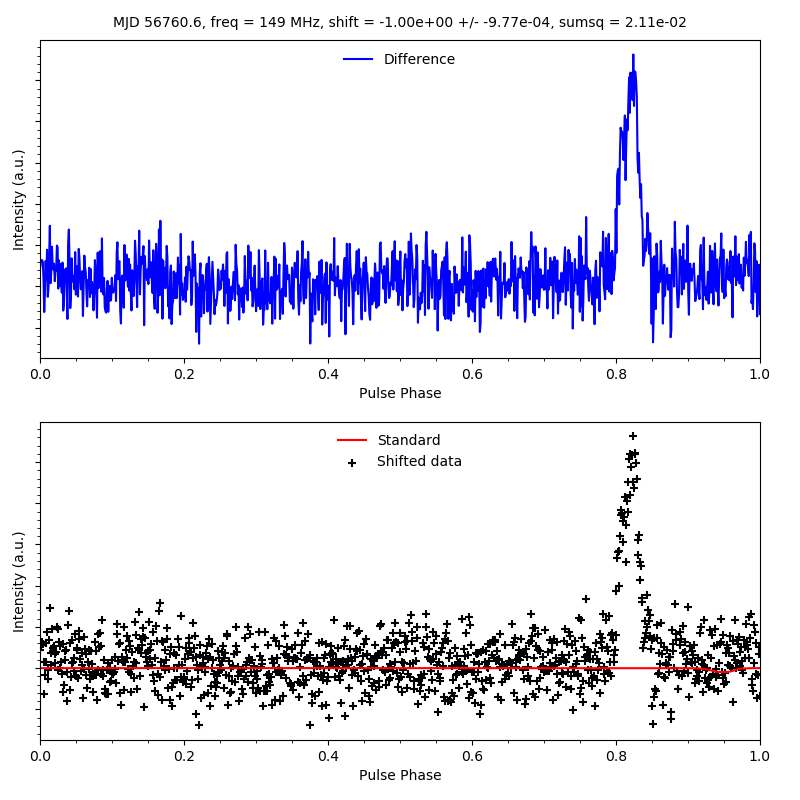 MJD 56760.6, freq = 149 MHz, shift = -1.00e+00 +/- -9.77e-04, sumsq = 2.11e-02
Difference
Intensity (a.u.)
0.0 0.2 0.4 0.6 0.8 1.0
Pulse Phase
Standard
Shifted data
Intensity (a.u.)
0.0 0.2 0.4 0.6 0.8 1.0
Pulse Phase